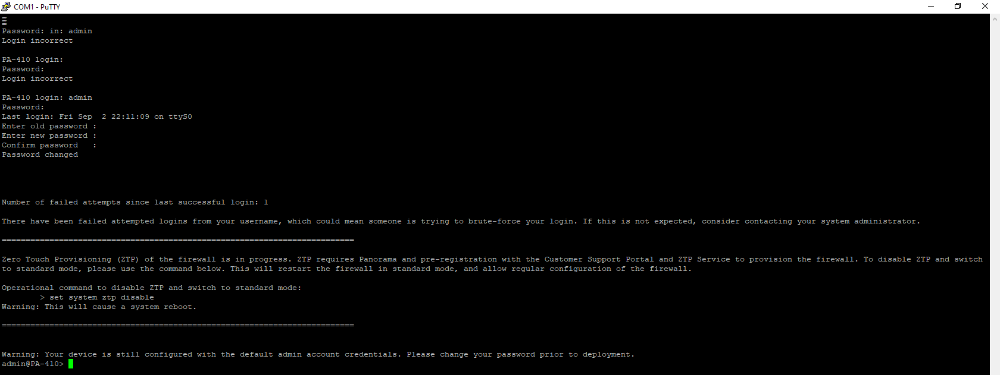 COM1 - PuTTY
Password: in: admin
Login incorrect
PA-410 login:
Password:
Login incorrect
PA-410 login: admin
Password:
Last login: Fri Sep  2 22:11:09 on ttyS0
Enter old password :
Enter new password :
Confirm password   :
Password changed
Number of failed attempts since last successful login: 1
There have been failed attempted logins from your username, which could mean someone is trying to brute-force your login. If this is not expected, consider contacting your system administrator.
==========================================================================
Zero Touch Provisioning (ZTP) of the firewall is in progress. ZTP requires Panorama and pre-registration with the Customer Support Portal and ZTP Service to provision the firewall. To disable ZTP and switch
to standard mode, please use the command below. This will restart the firewall in standard mode, and allow regular configuration of the firewall.
Operational command to disable ZTP and switch to standard mode:
        > set system ztp disable
Warning: This will cause a system reboot.
==========================================================================
Warning: Your device is still configured with the default admin account credentials. Please change your password prior to deployment.
admin@PA-410>